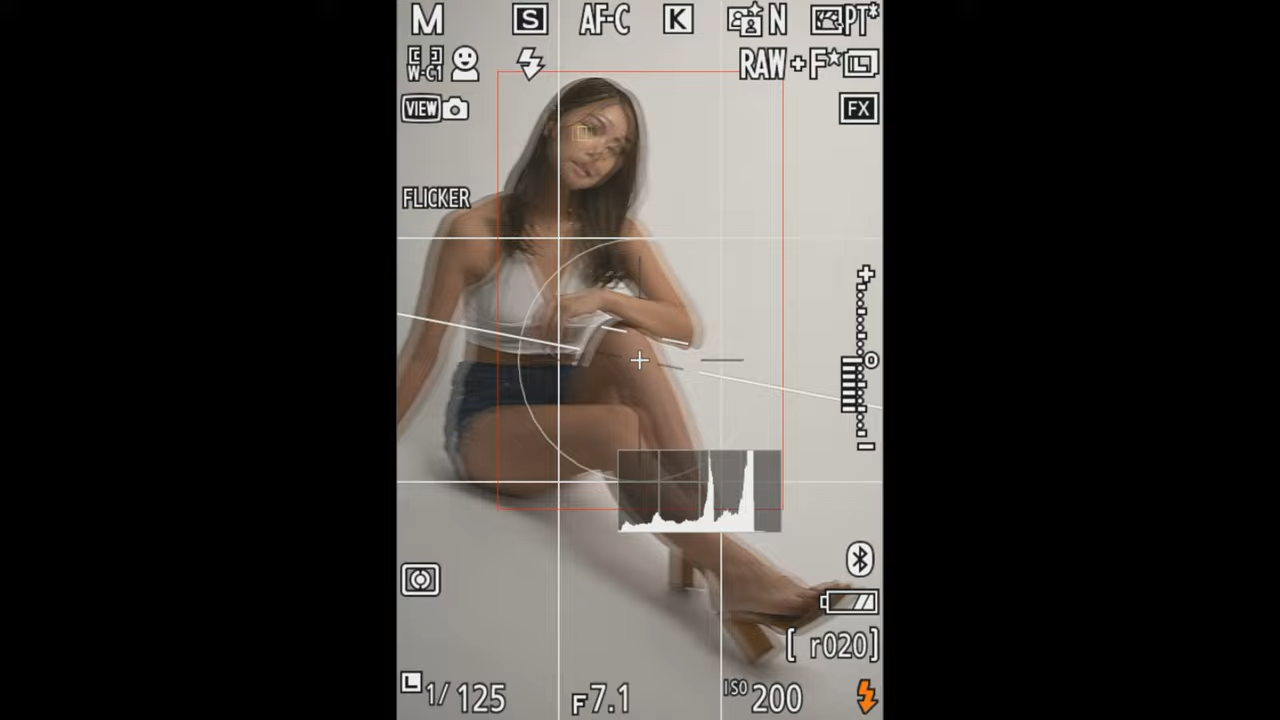 M S AF-C K N PT*
W-C1 RAW+F★ L
VIEW FX
FLICKER
[ r020]
L 1/125 F7.1 ISO 200